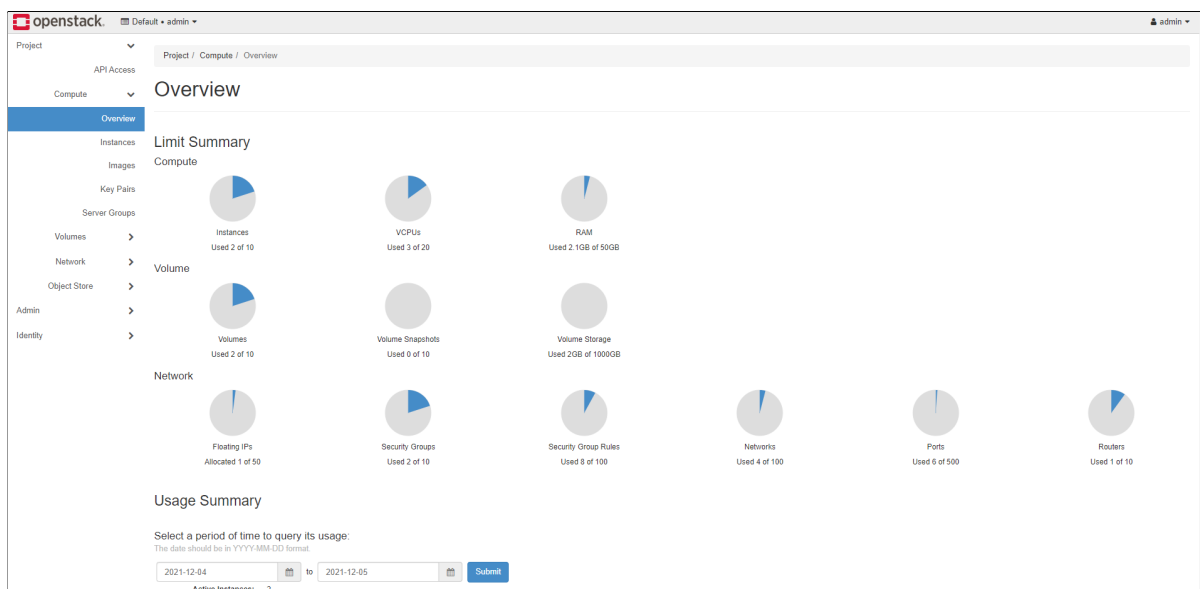 openstack. Default • admin admin
Project
API Access
Compute
Overview
Instances
Images
Key Pairs
Server Groups
Volumes
Network
Object Store
Admin
Identity
Project / Compute / Overview
Overview
Limit Summary
Compute
Instances VCPUs RAM
Used 2 of 10 Used 3 of 20 Used 2.1GB of 50GB
Volume
Volumes Volume Snapshots Volume Storage
Used 2 of 10 Used 0 of 10 Used 2GB of 1000GB
Network
Floating IPs Security Groups Security Group Rules Networks Ports Routers
Allocated 1 of 50 Used 2 of 10 Used 8 of 100 Used 4 of 100 Used 6 of 500 Used 1 of 10
Usage Summary
Select a period of time to query its usage:
The date should be in YYYY-MM-DD format.
2021-12-04 to 2021-12-05 Submit
Active Instances: 2